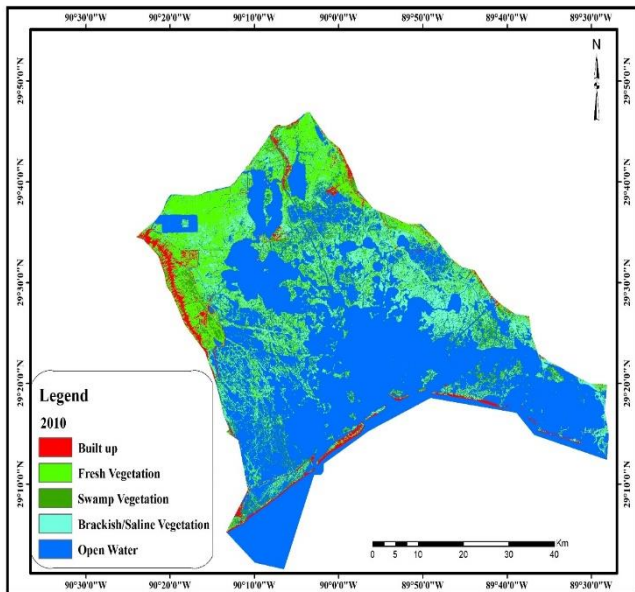 90°30'0"W 90°20'0"W 90°10'0"W 90°0'0"W 89°50'0"W 89°40'0"W 89°30'0"W
N
29°50'0"N 29°50'0"N
29°40'0"N 29°40'0"N
29°30'0"N 29°30'0"N
29°20'0"N 29°20'0"N
29°10'0"N 29°10'0"N
Legend
2010
Built up
Fresh Vegetation
Swamp Vegetation
Brackish/Saline Vegetation
Open Water
Km
0 2 5 10 20 30 40
90°30'0"W 90°20'0"W 90°10'0"W 90°0'0"W 89°50'0"W 89°40'0"W 89°30'0"W